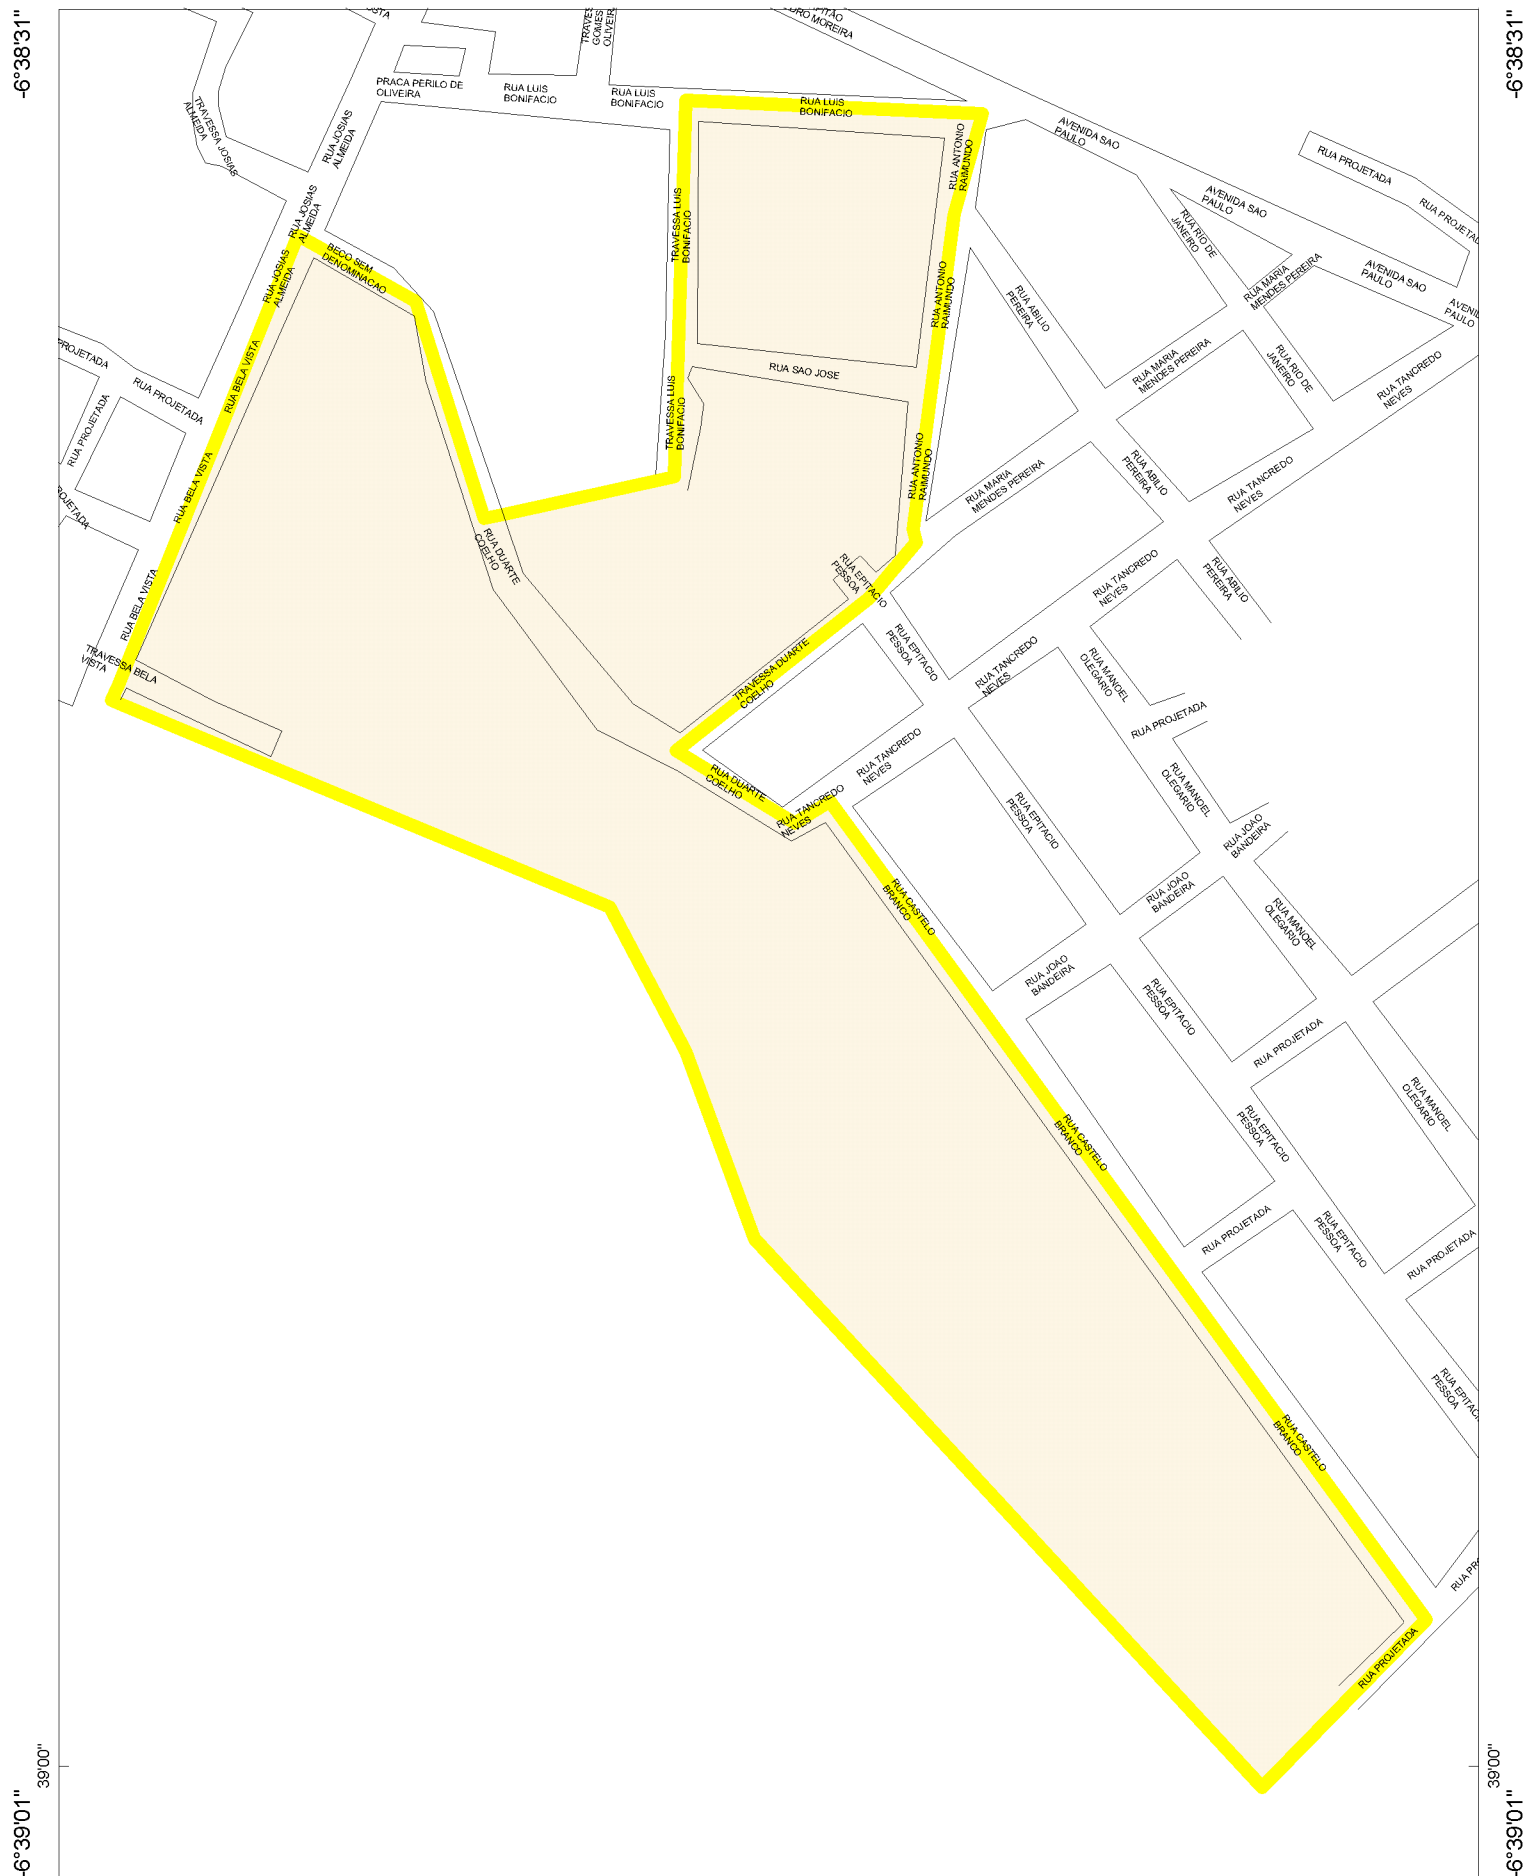 -6°38'31"
-6°38'31"
PRACA PERILO DE
OLIVEIRA
RUA LUIS
BONIFACIO
RUA LUIS
BONIFACIO
RUA LUIS
BONIFACIO
TRAVESSA JOSIAS
ALMEIDA
RUA JOSIAS
ALMEIDA
RUA JOSIAS
ALMEIDA
RUA JOSIAS
ALMEIDA
BECO SEM
DENOMINACAO
TRAVESSA LUIS
BONIFACIO
TRAVESSA LUIS
BONIFACIO
RUA ANTONIO
RAIMUNDO
RUA ANTONIO
RAIMUNDO
RUA ANTONIO
RAIMUNDO
AVENIDA SAO
PAULO
AVENIDA SAO
PAULO
AVENIDA SAO
PAULO
PAULO
RUA PROJETADA
RUA RIO DE
JANEIRO
RUA MARIA
MENDES PEREIRA
RUA ABILIO
PEREIRA
RUA MARIA
MENDES PEREIRA
RUA RIO DE
JANEIRO
RUA TANCREDO
NEVES
RUA SAO JOSE
RUA BELA VISTA
RUA PROJETADA
RUA PROJETADA
RUA BELA VISTA
RUA BELA VISTA
TRAVESSA BELA
VISTA
RUA DUARTE
COELHO
RUA MARIA
MENDES PEREIRA
RUA ABILIO
PEREIRA
RUA TANCREDO
NEVES
RUA EPITACIO
PESSOA
RUA TANCREDO
NEVES
RUA ABILIO
PEREIRA
RUA EPITACIO
PESSOA
RUA TANCREDO
NEVES
RUA MANOEL
OLEGARIO
RUA PROJETADA
TRAVESSA DUARTE
COELHO
RUA DUARTE
COELHO
RUA TANCREDO
NEVES
RUA TANCREDO
NEVES
RUA MANOEL
OLEGARIO
RUA EPITACIO
PESSOA
RUA JOAO
BANDEIRA
RUA JOAO
BANDEIRA
RUA CASTELO
BRANCO
RUA MANOEL
OLEGARIO
RUA JOAO
BANDEIRA
RUA EPITACIO
PESSOA
RUA PROJETADA
RUA MANOEL
OLEGARIO
RUA CASTELO
BRANCO
RUA EPITACIO
PESSOA
RUA PROJETADA
RUA EPITACIO
PESSOA
RUA PROJETADA
PESSOA
RUA CASTELO
BRANCO
RUA PROJETADA
39'00"
39'00"
-6°39'01"
-6°39'01"